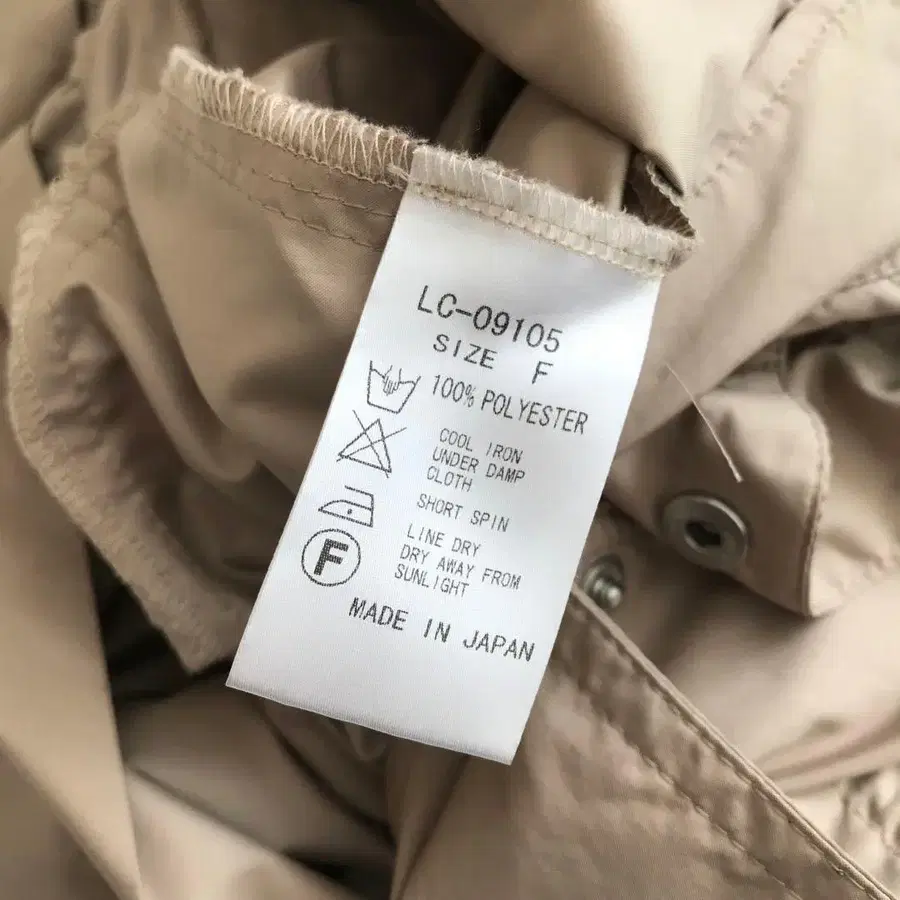 LC-09105
SIZE F
100% POLYESTER
COOL IRON
UNDER DAMP
CLOTH
SHORT SPIN
LINE DRY
DRY AWAY FROM
SUNLIGHT
F
MADE IN JAPAN